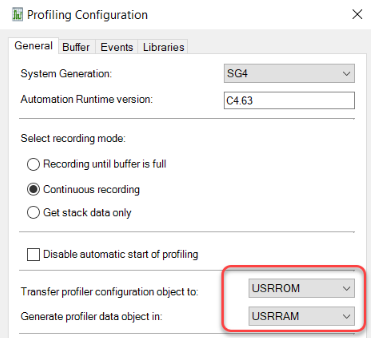 Profiling Configuration
General Buffer Events Libraries
System Generation: SG4
Automation Runtime version: C4.63
Select recording mode:
Recording until buffer is full
Continuous recording
Get stack data only
Disable automatic start of profiling
Transfer profiler configuration object to: USRROM
Generate profiler data object in: USRRAM